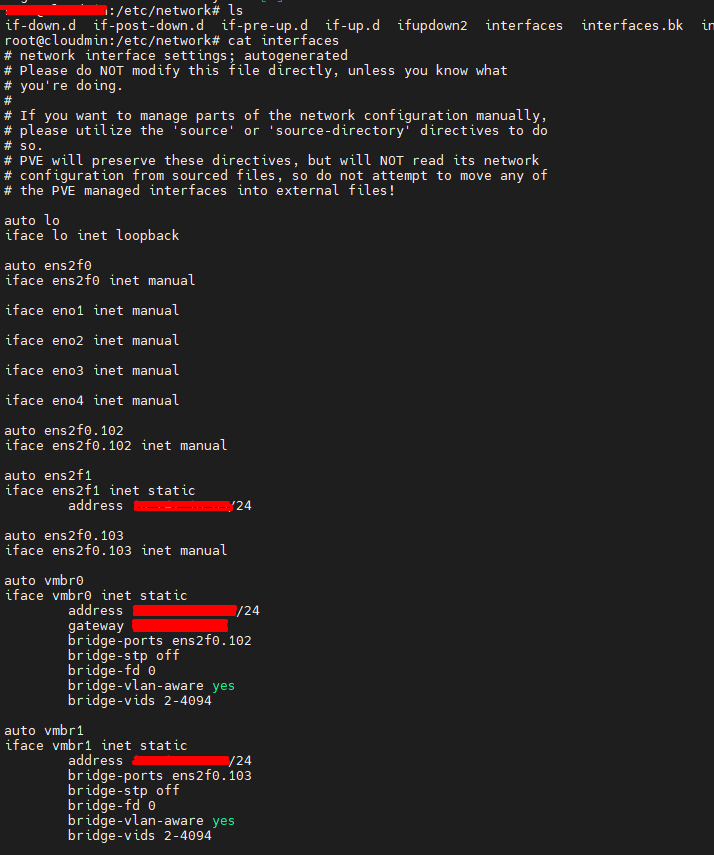 :/etc/network# ls
if-down.d  if-post-down.d  if-pre-up.d  if-up.d  ifupdown2  interfaces  interfaces.bk  in
root@cloudmin:/etc/network# cat interfaces
# network interface settings; autogenerated
# Please do NOT modify this file directly, unless you know what
# you're doing.
#
# If you want to manage parts of the network configuration manually,
# please utilize the 'source' or 'source-directory' directives to do
# so.
# PVE will preserve these directives, but will NOT read its network
# configuration from sourced files, so do not attempt to move any of
# the PVE managed interfaces into external files!

auto lo
iface lo inet loopback

auto ens2f0
iface ens2f0 inet manual

iface eno1 inet manual

iface eno2 inet manual

iface eno3 inet manual

iface eno4 inet manual

auto ens2f0.102
iface ens2f0.102 inet manual

auto ens2f1
iface ens2f1 inet static
        address /24

auto ens2f0.103
iface ens2f0.103 inet manual

auto vmbr0
iface vmbr0 inet static
        address /24
        gateway
        bridge-ports ens2f0.102
        bridge-stp off
        bridge-fd 0
        bridge-vlan-aware yes
        bridge-vids 2-4094

auto vmbr1
iface vmbr1 inet static
        address /24
        bridge-ports ens2f0.103
        bridge-stp off
        bridge-fd 0
        bridge-vlan-aware yes
        bridge-vids 2-4094